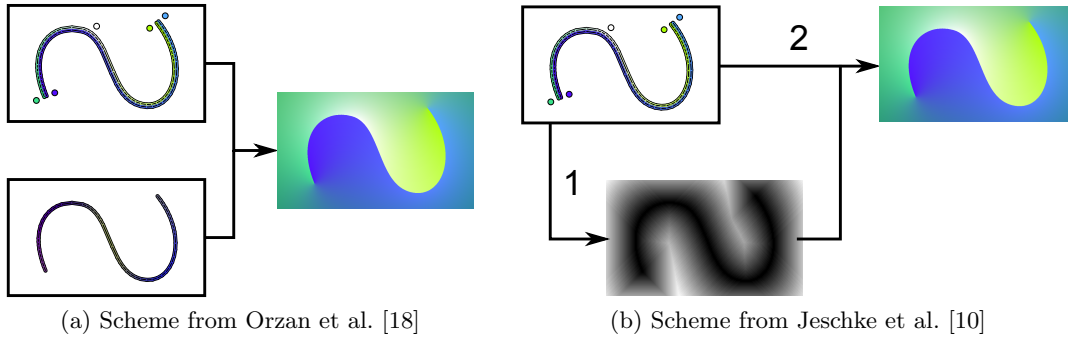 2
1
(a) Scheme from Orzan et al. [18]
(b) Scheme from Jeschke et al. [10]